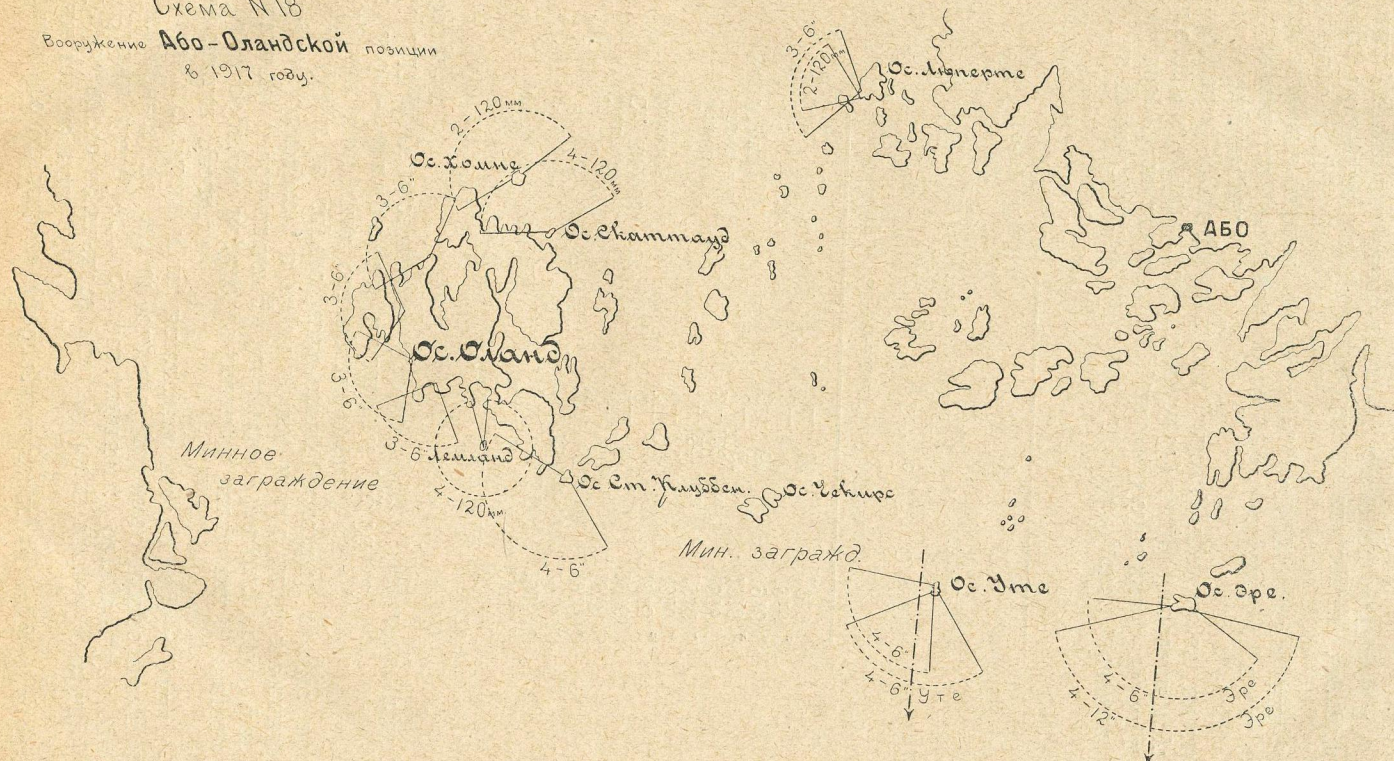 Схема N 18
Вооружение Або-Оландской позиции
в 1917 году.
3-6"
2-120мм
Ос. Люперте
2-120мм
Ос. Хомне
4-120мм
3-6"
Ос. Скаттауд
АБО
3-6"
Ос. Оланд
3-6"
3-6"
Лемланд
Минное
заграждение
4-120мм
Ос. Ст. Клуббен.
Ос. Чекирс
4-6"
Мин. загражд.
Ос. Уте
4-6"
4-6" Уте
Ос. Эре.
4-6" Эре
4-12" Эре